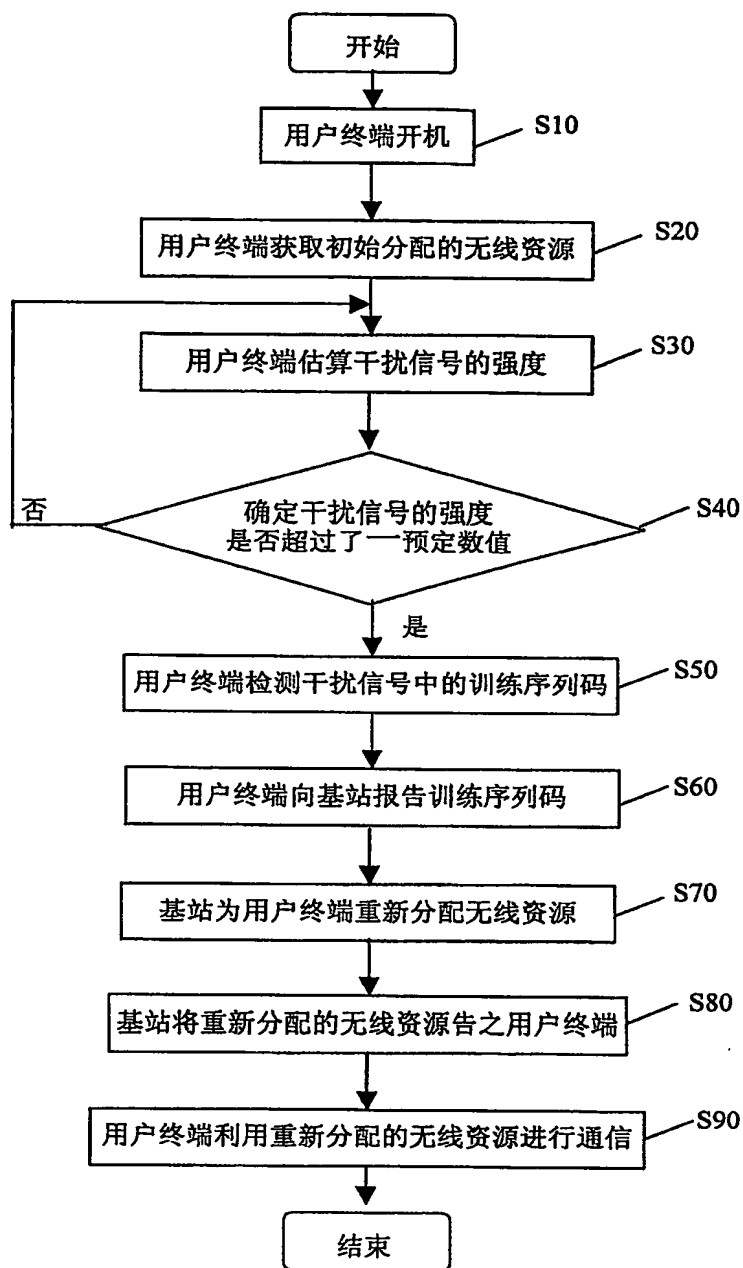 开始
用户终端开机
S10
用户终端获取初始分配的无线资源
S20
用户终端估算干扰信号的强度
S30
确定干扰信号的强度
是否超过了一预定数值
S40
否
是
用户终端检测干扰信号中的训练序列码
S50
用户终端向基站报告训练序列码
S60
基站为用户终端重新分配无线资源
S70
基站将重新分配的无线资源告之用户终端
S80
用户终端利用重新分配的无线资源进行通信
S90
结束